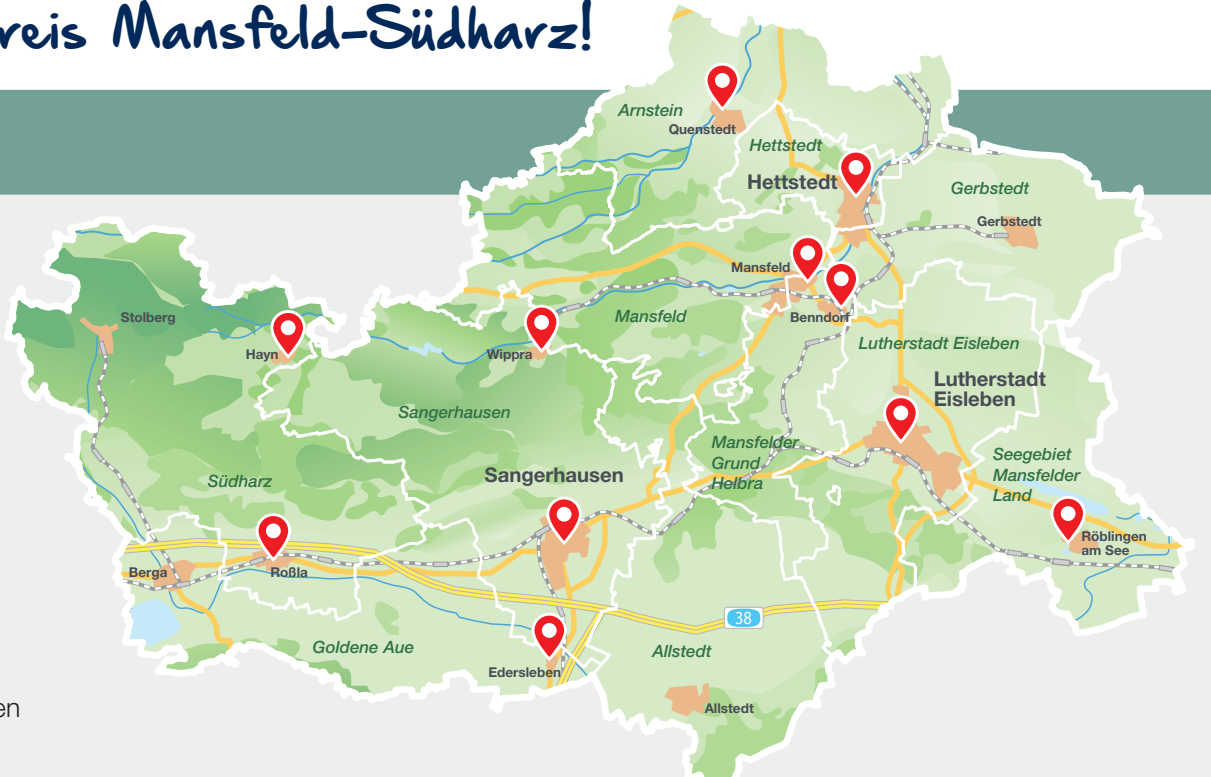 reis Mansfeld-Südharz!
Arnstein
Quenstedt
Hettstedt
Hettstedt
Gerbstedt
Gerbstedt
Mansfeld
Benndorf
Mansfeld
Lutherstadt Eisleben
Stolberg
Hayn
Wippra
Lutherstadt
Eisleben
Sangerhausen
Mansfelder
Grund
Helbra
Seegebiet
Mansfelder
Land
Südharz
Sangerhausen
Röblingen
am See
Berga
Roßla
38
Goldene Aue
Allstedt
Edersleben
Allstedt
en